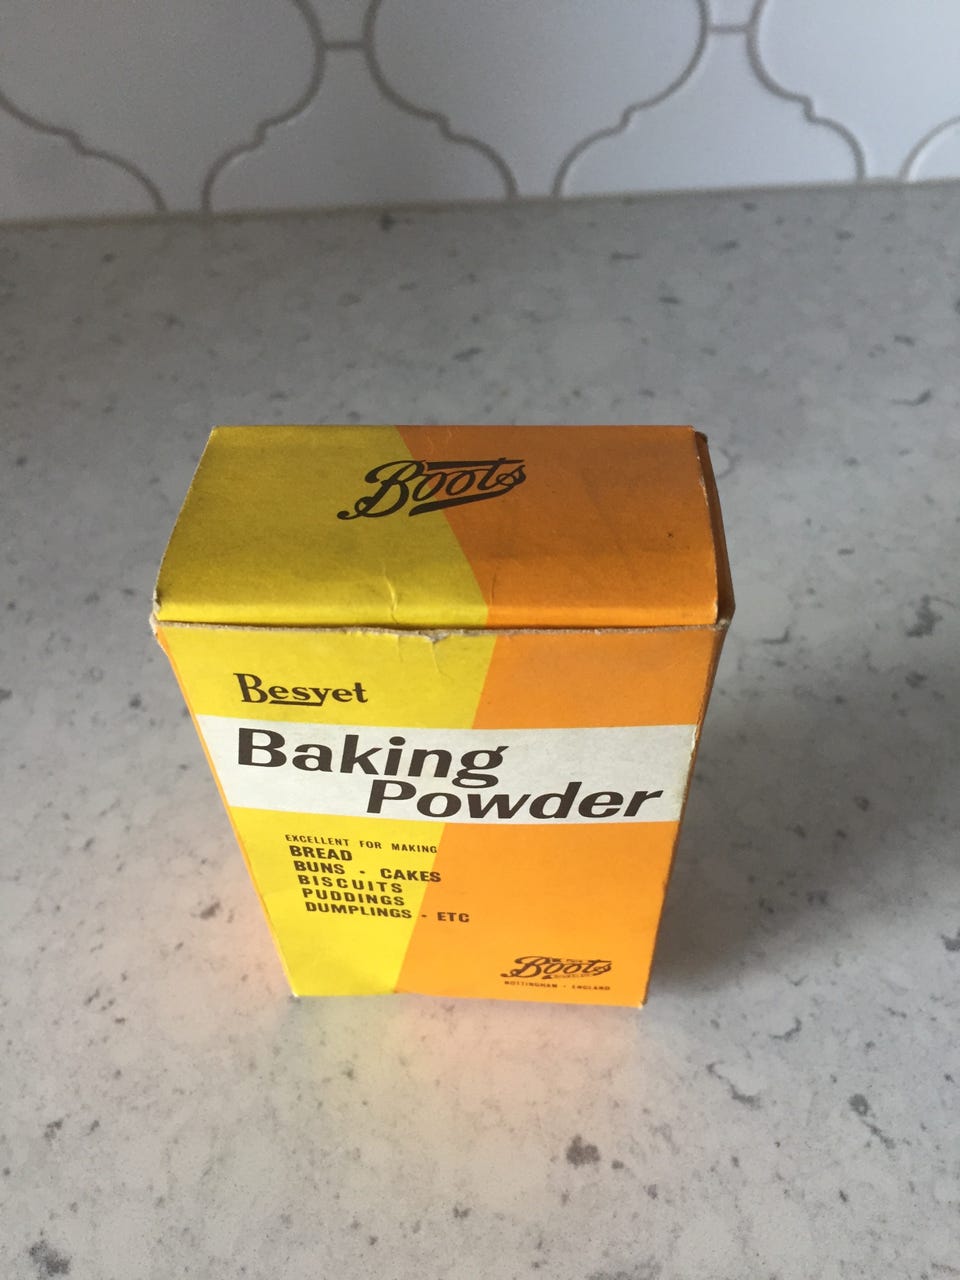 Boots
Besyet
Baking
Powder
EXCELLENT FOR MAKING
BREAD
BUNS - CAKES
BISCUITS
PUDDINGS
DUMPLINGS - ETC
Boots
NOTTINGHAM - ENGLAND